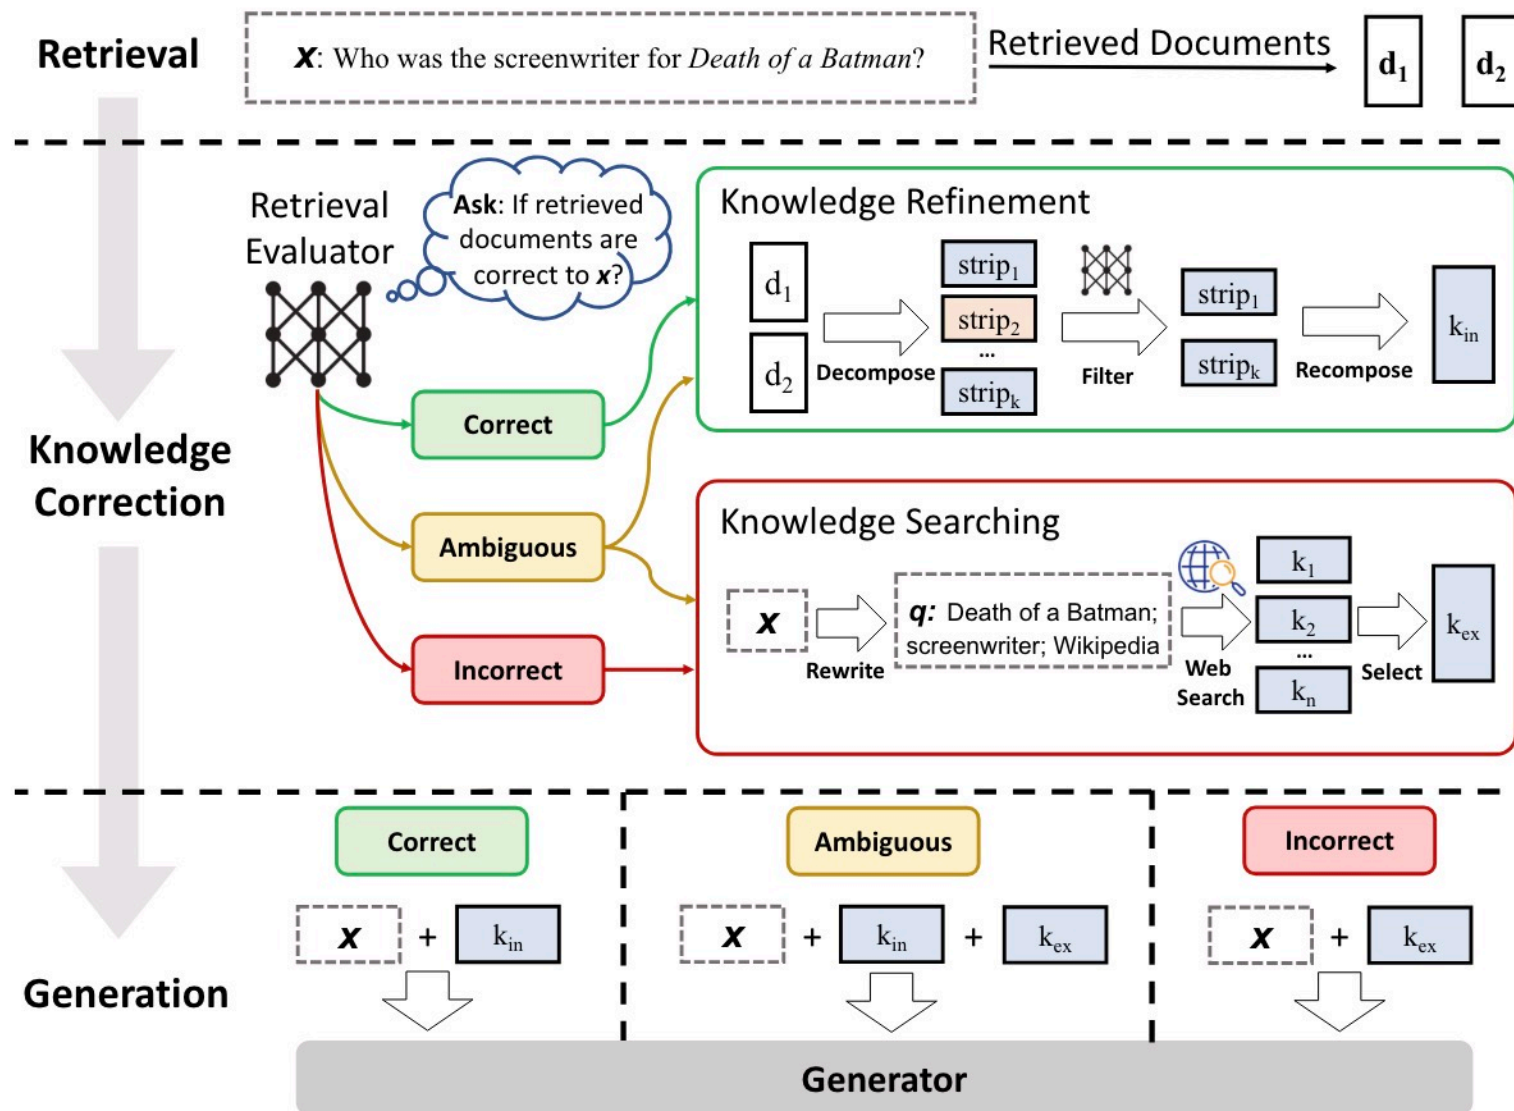 Retrieval
x: Who was the screenwriter for Death of a Batman?
Retrieved Documents
d1
d2
Retrieval
Evaluator
Ask: If retrieved
documents are
correct to x?
Correct
Ambiguous
Incorrect
Knowledge
Correction
Knowledge Refinement
d1
d2
Decompose
strip1
strip2
...
stripk
Filter
strip1
stripk
Recompose
kin
Knowledge Searching
x
Rewrite
q: Death of a Batman;
screenwriter; Wikipedia
Web
Search
k1
k2
...
kn
Select
kex
Generation
Correct
x + kin
Ambiguous
x + kin + kex
Incorrect
x + kex
Generator